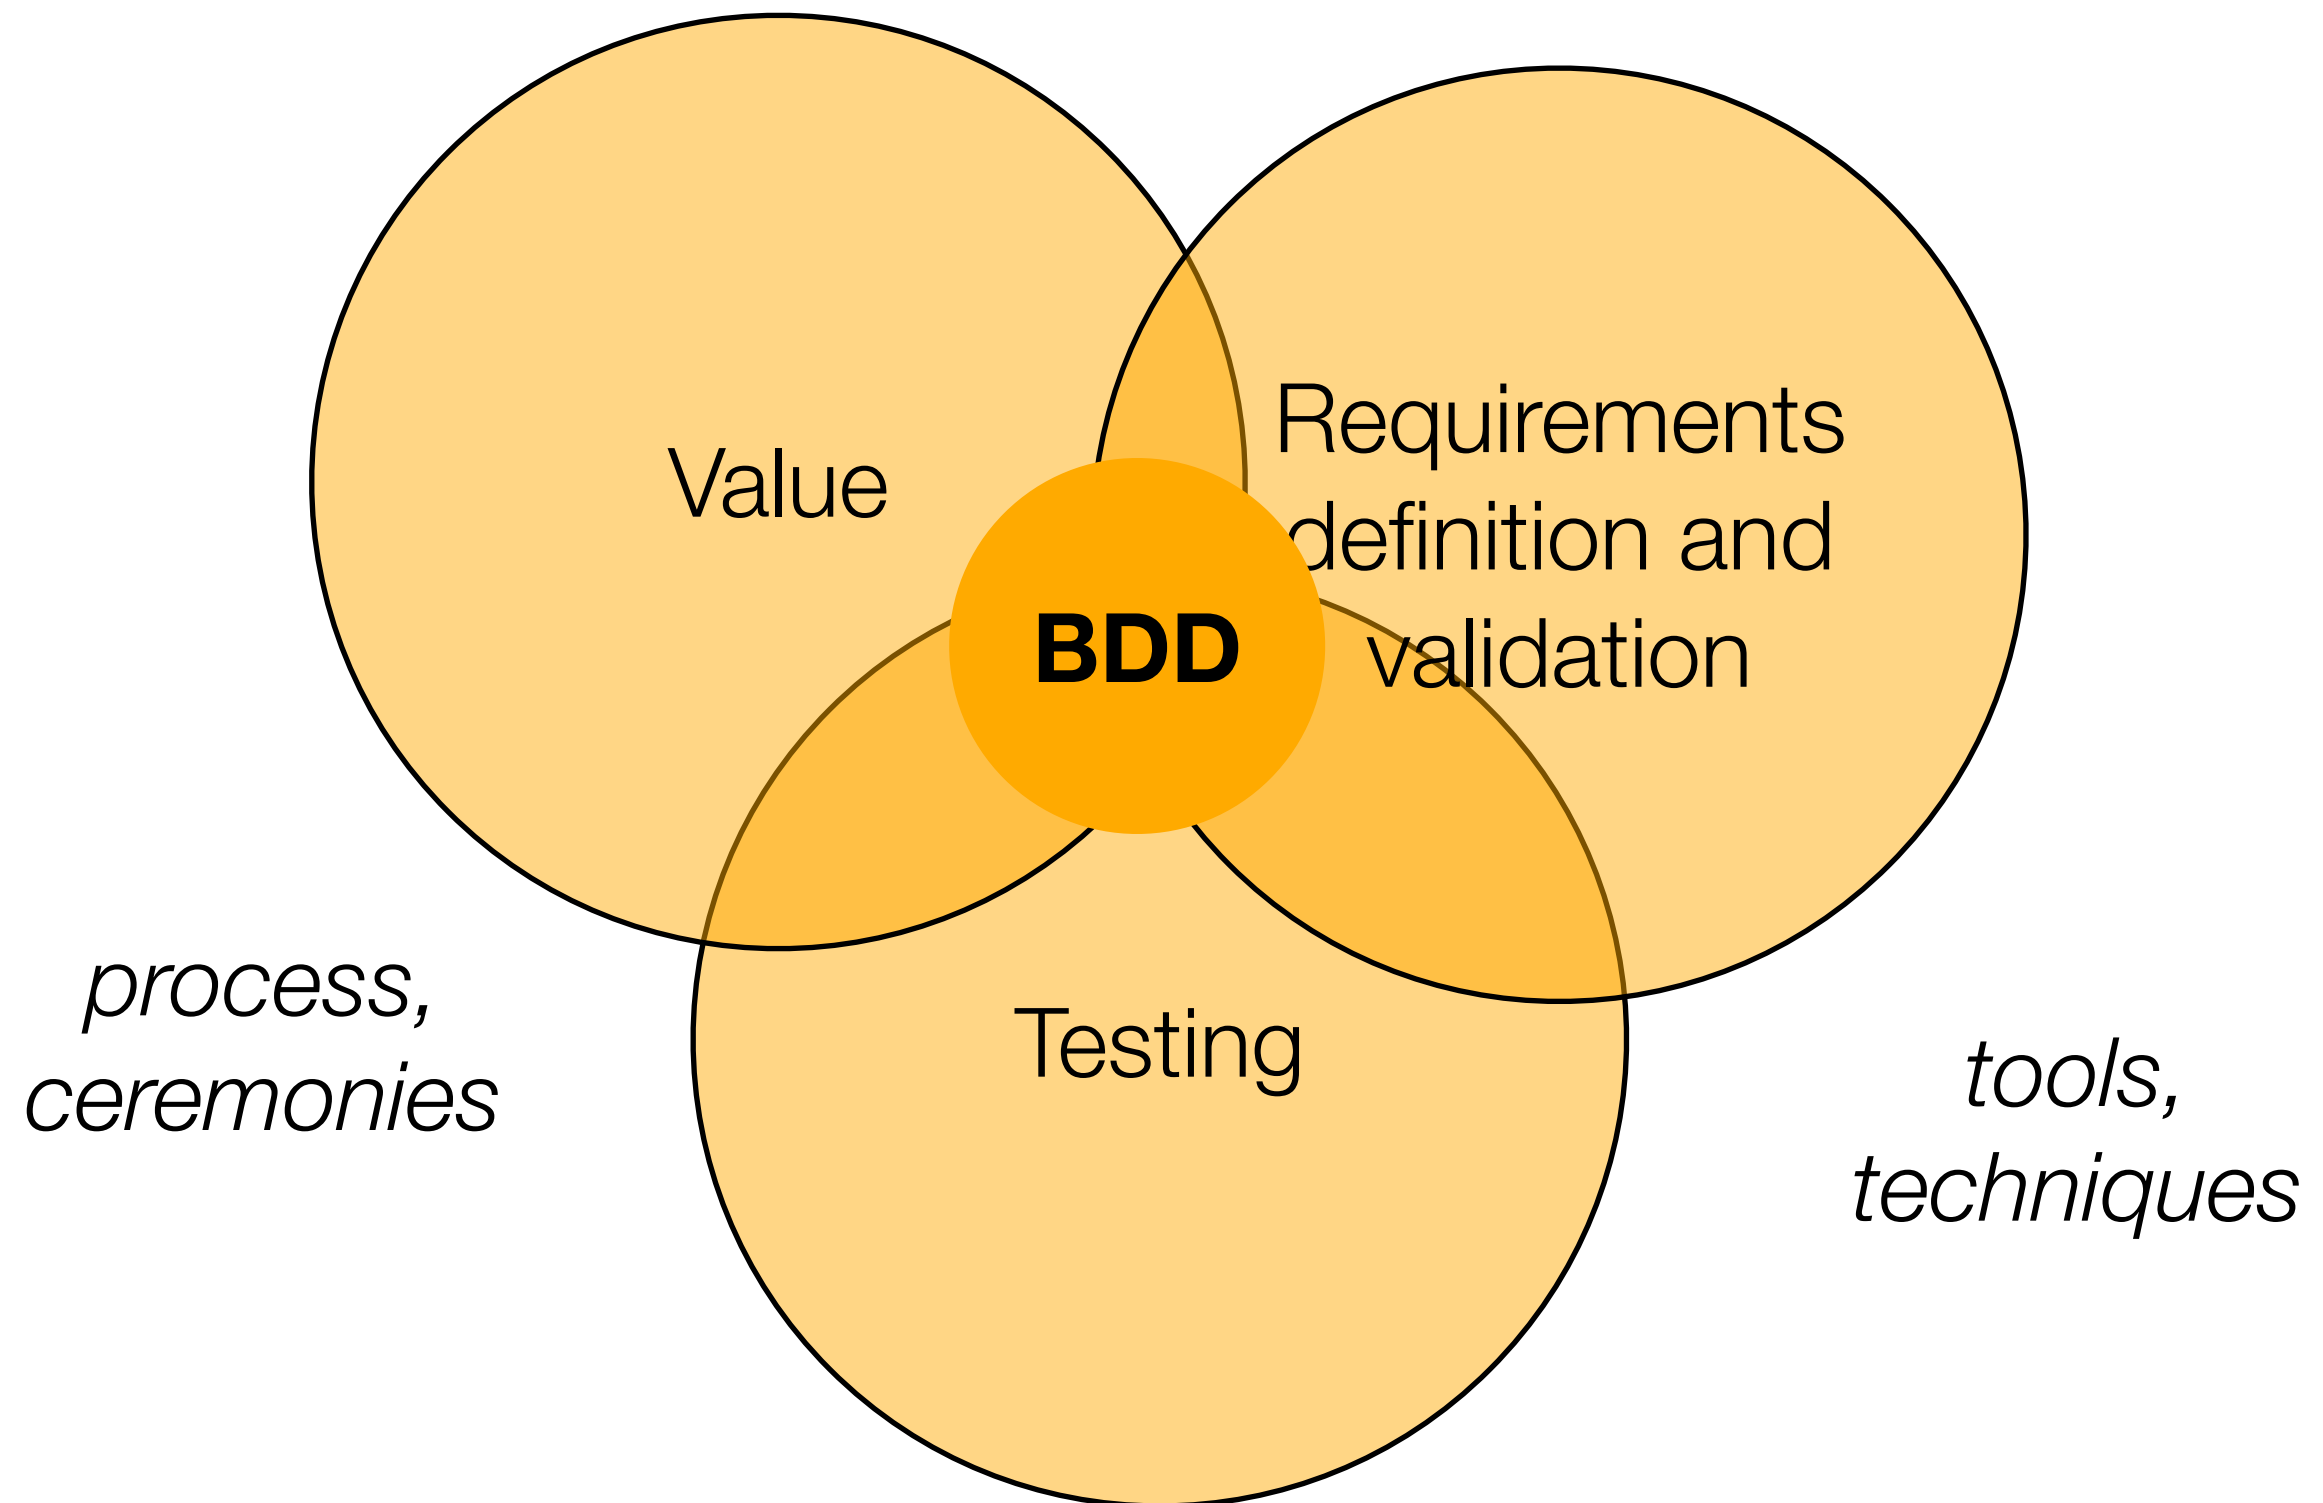 Value
Requirements
definition and
validation
BDD
Testing
process,
ceremonies
tools,
techniques